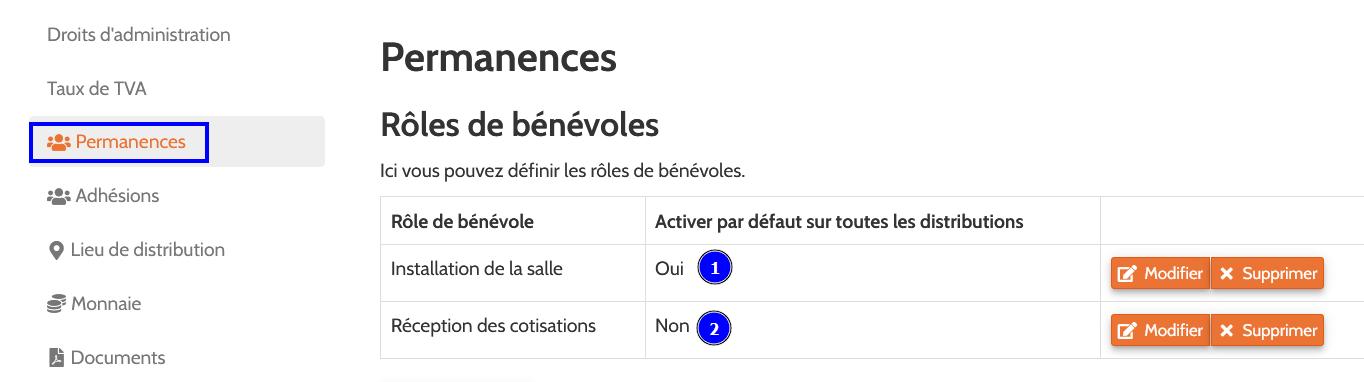 Droits d'administration
Taux de TVA
Permanences
Adhésions
Lieu de distribution
Monnaie
Documents
Permanences
Rôles de bénévoles
Ici vous pouvez définir les rôles de bénévoles.
Rôle de bénévole Activer par défaut sur toutes les distributions
Installation de la salle Oui 1 Modifier Supprimer
Réception des cotisations Non 2 Modifier Supprimer